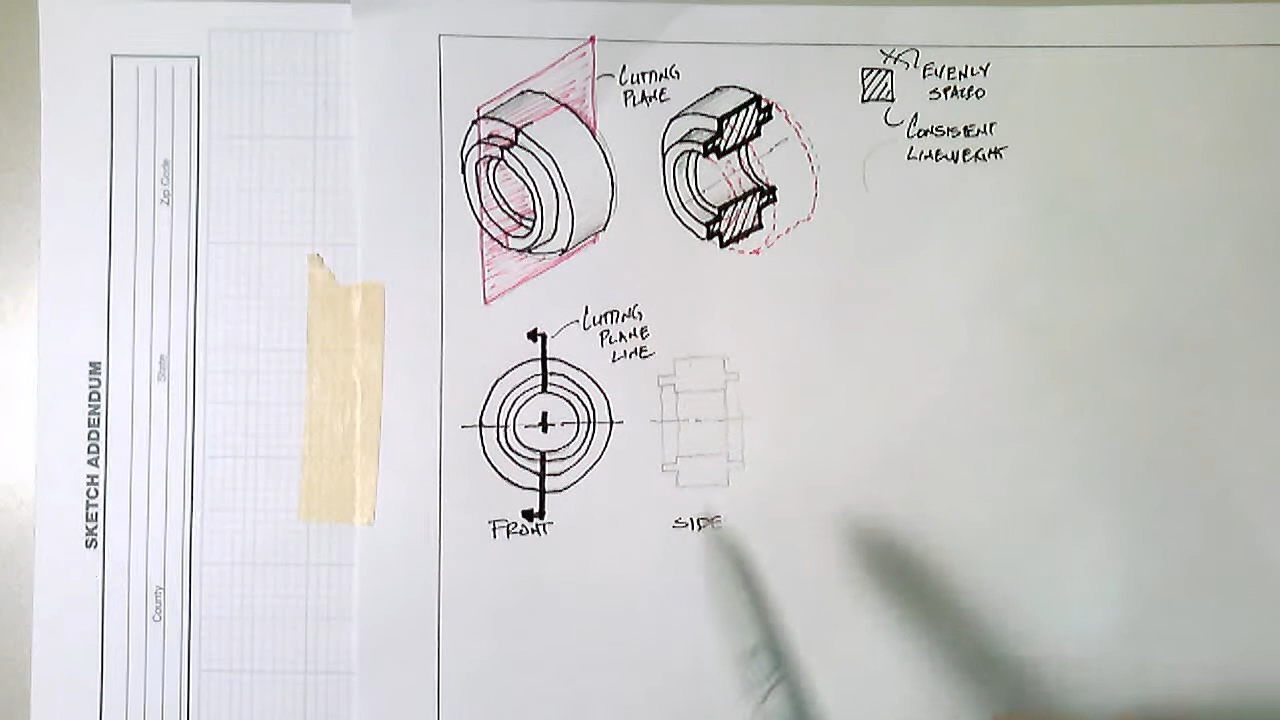 SKETCH ADDENDUM
Zip Code
State
County
CUTTING
PLANE
EVENLY
SPACED
CONSISTENT
LINEWEIGHT
CUTTING
PLANE
LINE
FRONT
SIDE